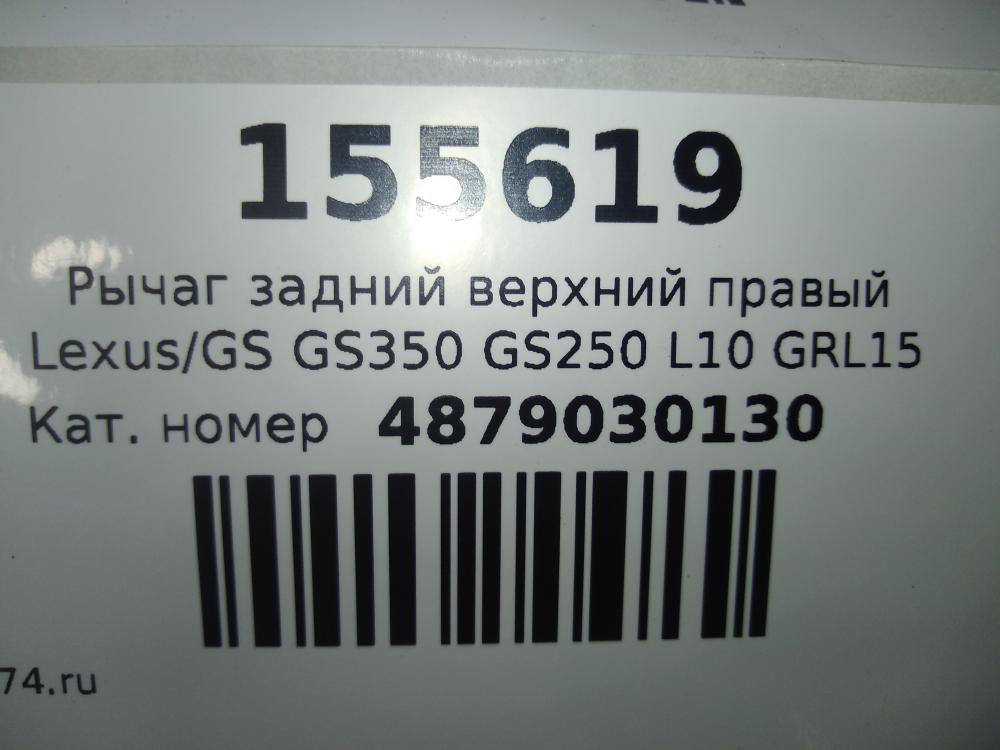 155619
Рычаг задний верхний правый
Lexus/GS GS350 GS250 L10 GRL15
Кат. номер 4879030130
74.ru